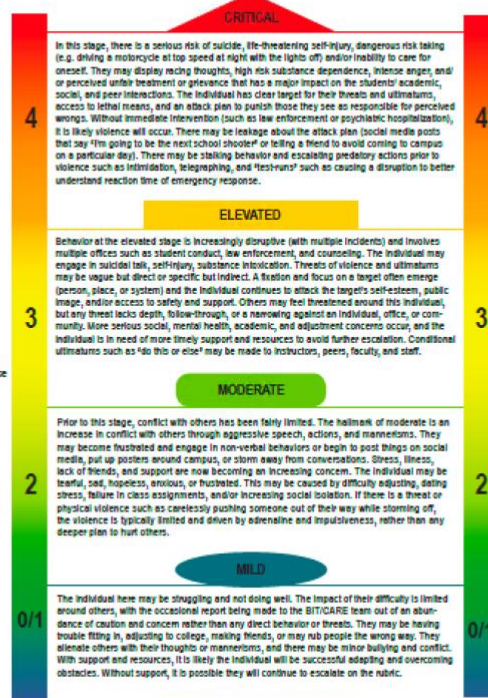 CRITICAL
In this stage, there is a serious risk of suicide, life-threatening self-injury, dangerous risk taking
(e.g. driving a motorcycle at top speed at night with the lights off) and/or inability to care for
oneself. They may display racing thoughts, high risk substance dependence, intense anger, and/
or perceived unfair treatment or grievance that has a major impact on the students' academic,
social, and peer interactions. The individual has clear target for their threats and ultimatums,
access to lethal means, and an attack plan to punish those they see as responsible for perceived
wrongs. Without immediate intervention (such as law enforcement or psychiatric hospitalization),
it is likely violence will occur. There may be leakage about the attack plan (social media posts
that say "I'm going to be the next school shooter" or telling a friend to avoid coming to campus
on a particular day). There may be stalking behavior and escalating predatory actions prior to
violence such as intimidation, telegraphing, and "test-runs" such as causing a disruption to better
understand reaction time of emergency response.
4
4
ELEVATED
Behavior at the elevated stage is increasingly disruptive (with multiple incidents) and involves
multiple offices such as student conduct, law enforcement, and counseling. The individual may
engage in suicidal talk, self-injury, substance intoxication. Threats of violence and ultimatums
may be vague but direct or specific but indirect. A fixation and focus on a target often emerge
(person, place, or system) and the individual continues to attack the target's self-esteem, public
image, and/or access to safety and support. Others may feel threatened around this individual,
but any threat lacks depth, follow-through, or a narrowing against an individual, office, or com-
munity. More serious social, mental health, academic, and adjustment concerns occur, and the
individual is in need of more timely support and resources to avoid further escalation. Conditional
ultimatums such as "do this or else" may be made to instructors, peers, faculty, and staff.
3
3
MODERATE
Prior to this stage, conflict with others has been fairly limited. The hallmark of moderate is an
increase in conflict with others through aggressive speech, actions, and mannerisms. They
may become frustrated and engage in non-verbal behaviors or begin to post things on social
media, put up posters around campus, or storm away from conversations. Stress, illness,
lack of friends, and support are now becoming an increasing concern. The individual may be
tearful, sad, hopeless, anxious, or frustrated. This may be caused by difficulty adjusting, dating
stress, failure in class assignments, and/or increasing social isolation. If there is a threat or
physical violence such as carelessly pushing someone out of their way while storming off,
the violence is typically limited and driven by adrenaline and impulsiveness, rather than any
deeper plan to hurt others.
2
2
MILD
The individual here may be struggling and not doing well. The impact of their difficulty is limited
around others, with the occasional report being made to the BIT/CARE team out of an abun-
dance of caution and concern rather than any direct behavior or threats. They may be having
trouble fitting in, adjusting to college, making friends, or may rub people the wrong way. They
alienate others with their thoughts or mannerisms, and there may be minor bullying and conflict.
With support and resources, it is likely the individual will be successful adapting and overcoming
obstacles. Without support, it is possible they will continue to escalate on the rubric.
0/1
0/1